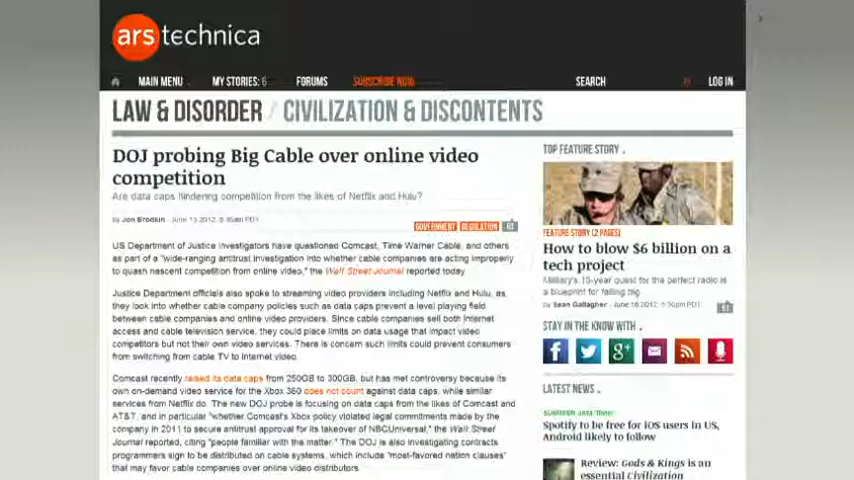 ars technica
MAIN MENU
MY STORIES: 6
FORUMS
SUBSCRIBE NOW
SEARCH
LOG IN
LAW & DISORDER / CIVILIZATION & DISCONTENTS
DOJ probing Big Cable over online video
competition
Are data caps hindering competition from the likes of Netflix and Hulu?
by Jon Brodkin - June 13 2012,
GOVERNMENT REGULATION
US Department of Justice investigators have questioned Comcast, Time Warner Cable, and others
as part of a "wide-ranging antitrust investigation into whether cable companies are acting improperly
to quash nascent competition from online video," the Wall Street Journal reported today
Justice Department officials also spoke to streaming video providers including Netflix and Hulu, as
they look into whether cable company policies such as data caps prevent a level playing field
between cable companies and online video providers. Since cable companies sell both Internet
access and cable television service, they could place limits on data usage that impact video
competitors but not their own video services. There is concern such limits could prevent consumers
from switching from cable TV to Internet video.
Comcast recently raised its data caps from 250GB to 300GB, but has met controversy because its
own on-demand video service for the Xbox 360 does not count against data caps, while similar
services from Netflix do. The new DOJ probe is focusing on data caps from the likes of Comcast and
AT&T, and in particular "whether Comcast's Xbox policy violated legal commitments made by the
company in 2011 to secure antitrust approval for its takeover of NBCUniversal," the Wall Street
Journal reported, citing "people familiar with the matter." The DOJ is also investigating contracts
programmers sign to be distributed on cable systems, which include "most-favored nation clauses"
that may favor cable companies over online video distributors.
TOP FEATURE STORY
FEATURE STORY (2 PAGES)
How to blow $6 billion on a
tech project
Military's 15-year quest for the perfect radio is
a blueprint for failing big
by Sean Gallagher - June 18 2012,
STAY IN THE KNOW WITH
LATEST NEWS
SUMMER JAM TIME!
Spotify to be free for iOS users in US,
Android likely to follow
Review: Gods & Kings is an
essential Civilization